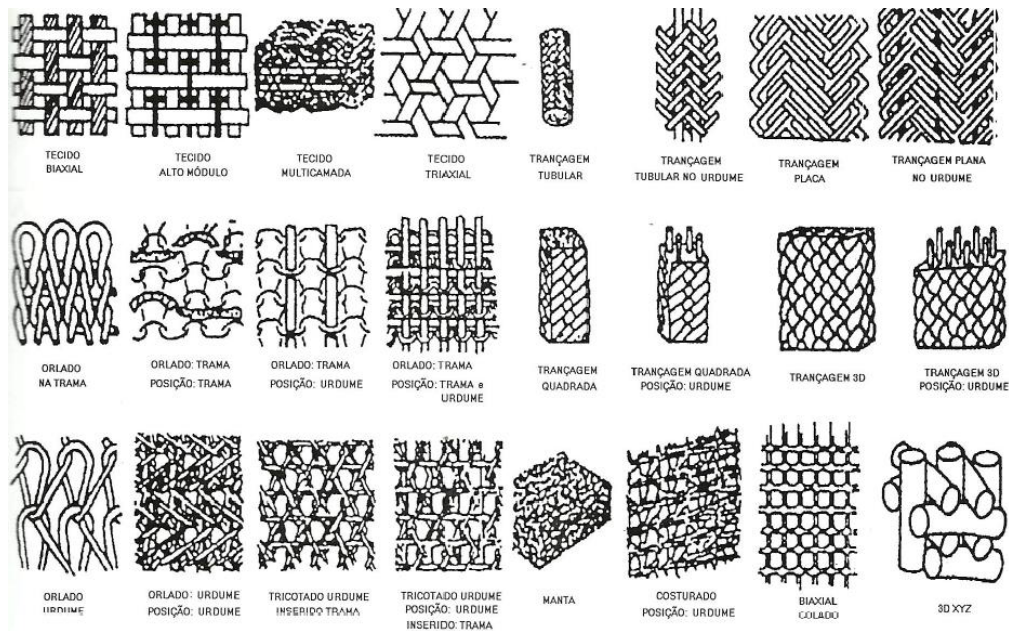 TECIDO
BIAXIAL
TECIDO
ALTO MÓDULO
TECIDO
MULTICAMADA
TECIDO
TRIAXIAL
TRANÇAGEM
TUBULAR
TRANÇAGEM
TUBULAR NO URDUME
TRANÇAGEM
PLACA
TRANÇAGEM PLANA
NO URDUME
ORLADO
NA TRAMA
ORLADO: TRAMA
POSIÇÃO: TRAMA
ORLADO: TRAMA
POSIÇÃO: URDUME
ORLADO: TRAMA
POSIÇÃO: TRAMA e
URDUME
TRANÇAGEM
QUADRADA
TRANÇAGEM QUADRADA
POSIÇÃO: URDUME
TRANÇAGEM 3D
TRANÇAGEM 3D
POSIÇÃO: URDUME
ORLADO
URDUME
ORLADO: URDUME
POSIÇÃO: URDUME
TRICOTADO URDUME
INSERIDO TRAMA
TRICOTADO URDUME
POSIÇÃO: URDUME
INSERIDO: TRAMA
MANTA
COSTURADO
POSIÇÃO: URDUME
BIAXIAL
COLADO
3D XYZ